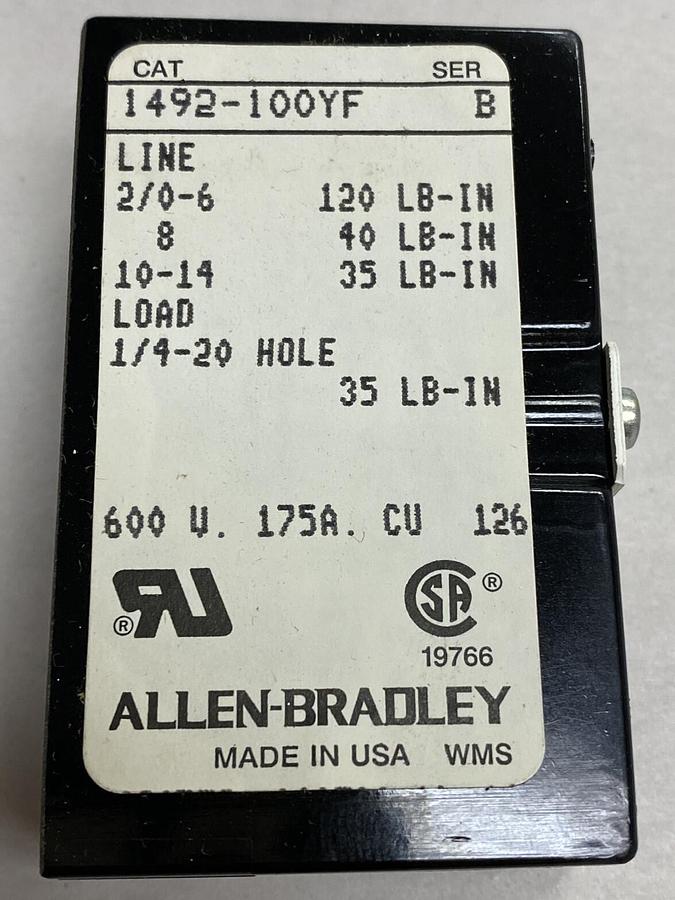 CAT SER
1492-100YF B
LINE
2/0-6 120 LB-IN
8 40 LB-IN
10-14 35 LB-IN
LOAD
1/4-20 HOLE
35 LB-IN
600 V. 175A. CU 126
®RU SA®
19766
ALLEN-BRADLEY
MADE IN USA WMS